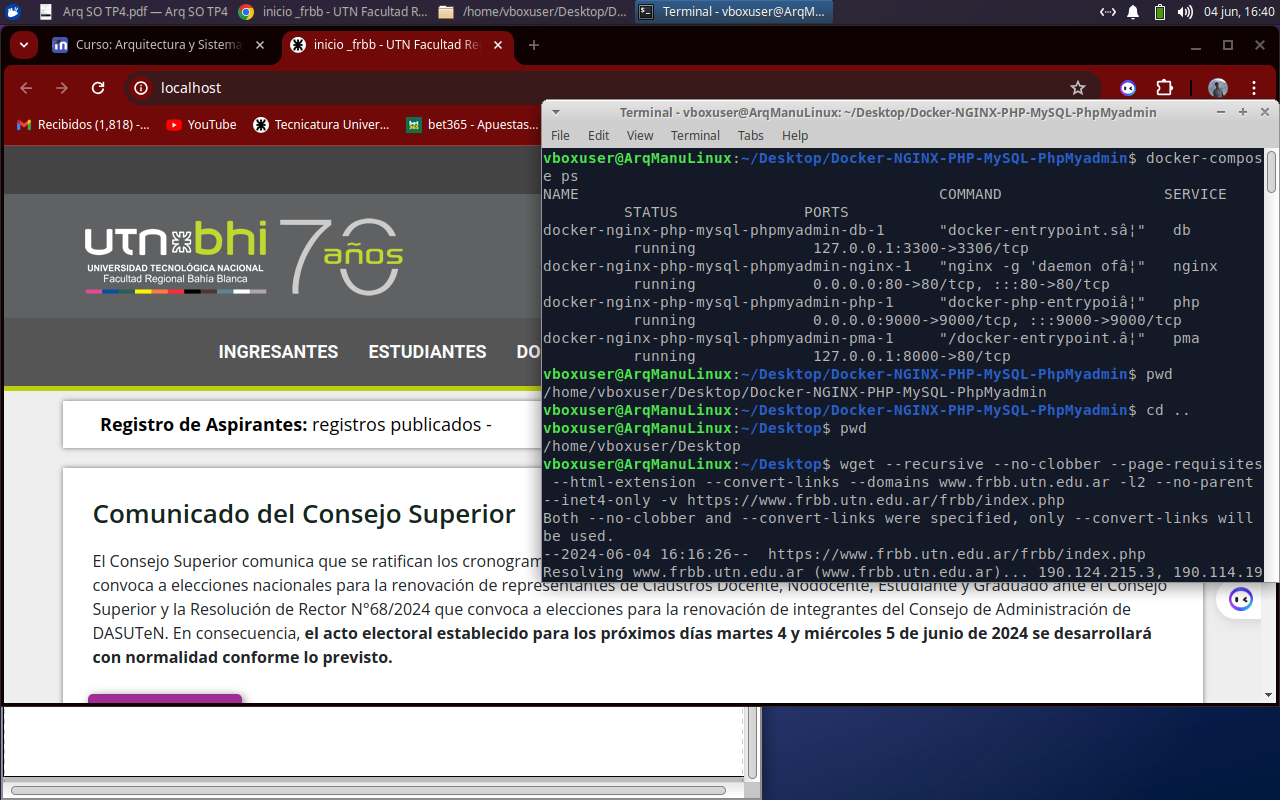 Arq SO TP4.pdf — Arq SO TP4
inicio _frbb - UTN Facultad R...
/home/vboxuser/Desktop/D...
Terminal - vboxuser@ArqM...
04 jun, 16:40
Curso: Arquitectura y Sistema
inicio _frbb - UTN Facultad Re
localhost
Recibidos (1,818) -...
YouTube
Tecnicatura Univer...
bet365 - Apuestas...
utn bhi
70 años
UNIVERSIDAD TECNOLÓGICA NACIONAL
Facultad Regional Bahía Blanca
INGRESANTES
ESTUDIANTES
DO
Registro de Aspirantes: registros publicados -
Comunicado del Consejo Superior
El Consejo Superior comunica que se ratifican los cronogram
convoca a elecciones nacionales para la renovación de representantes de Claustros Docente, Nodocente, Estudiante y Graduado ante el Consejo
Superior y la Resolución de Rector N°68/2024 que convoca a elecciones para la renovación de integrantes del Consejo de Administración de
DASUTeN. En consecuencia, el acto electoral establecido para los próximos días martes 4 y miércoles 5 de junio de 2024 se desarrollará
con normalidad conforme lo previsto.
Terminal - vboxuser@ArqManuLinux: ~/Desktop/Docker-NGINX-PHP-MySQL-PhpMyadmin
File Edit View Terminal Tabs Help
vboxuser@ArqManuLinux:~/Desktop/Docker-NGINX-PHP-MySQL-PhpMyadmin$ docker-compos
e ps
NAME COMMAND SERVICE
STATUS PORTS
docker-nginx-php-mysql-phpmyadmin-db-1 "docker-entrypoint.sâ¦" db
running 127.0.0.1:3300->3306/tcp
docker-nginx-php-mysql-phpmyadmin-nginx-1 "nginx -g 'daemon ofâ¦" nginx
running 0.0.0.0:80->80/tcp, :::80->80/tcp
docker-nginx-php-mysql-phpmyadmin-php-1 "docker-php-entrypoiâ¦" php
running 0.0.0.0:9000->9000/tcp, :::9000->9000/tcp
docker-nginx-php-mysql-phpmyadmin-pma-1 "/docker-entrypoint.â¦" pma
running 127.0.0.1:8000->80/tcp
vboxuser@ArqManuLinux:~/Desktop/Docker-NGINX-PHP-MySQL-PhpMyadmin$ pwd
/home/vboxuser/Desktop/Docker-NGINX-PHP-MySQL-PhpMyadmin
vboxuser@ArqManuLinux:~/Desktop/Docker-NGINX-PHP-MySQL-PhpMyadmin$ cd ..
vboxuser@ArqManuLinux:~/Desktop$ pwd
/home/vboxuser/Desktop
vboxuser@ArqManuLinux:~/Desktop$ wget --recursive --no-clobber --page-requisites
--html-extension --convert-links --domains www.frbb.utn.edu.ar -l2 --no-parent
--inet4-only -v https://www.frbb.utn.edu.ar/frbb/index.php
Both --no-clobber and --convert-links were specified, only --convert-links will
be used.
--2024-06-04 16:16:26-- https://www.frbb.utn.edu.ar/frbb/index.php
Resolving www.frbb.utn.edu.ar (www.frbb.utn.edu.ar)... 190.124.215.3, 190.114.19